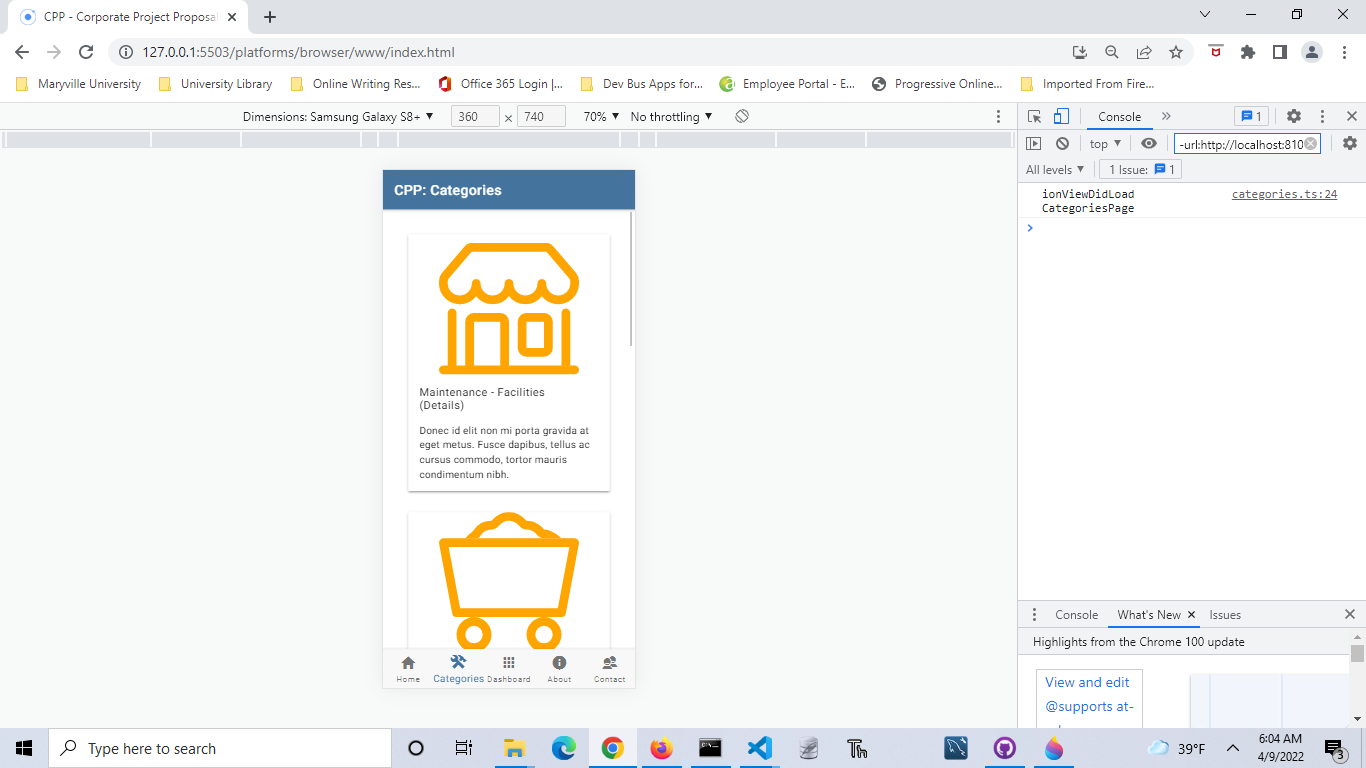 CPP - Corporate Project Proposal
127.0.0.1:5503/platforms/browser/www/index.html
Maryville University
University Library
Online Writing Res...
Office 365 Login |...
Dev Bus Apps for...
Employee Portal - E...
Progressive Online...
Imported From Fire...
Dimensions: Samsung Galaxy S8+ ▼ 360 × 740 70% ▼ No throttling ▼
Console » 1
top ▼ -url:http://localhost:810
All levels ▼ 1 Issue: 1
ionViewDidLoad categories.ts:24
CategoriesPage
CPP: Categories
Maintenance - Facilities
(Details)
Donec id elit non mi porta gravida at
eget metus. Fusce dapibus, tellus ac
cursus commodo, tortor mauris
condimentum nibh.
Home Categories Dashboard About Contact
Console What's New Issues
Highlights from the Chrome 100 update
View and edit
@supports at-
Type here to search
39°F
6:04 AM
4/9/2022
3